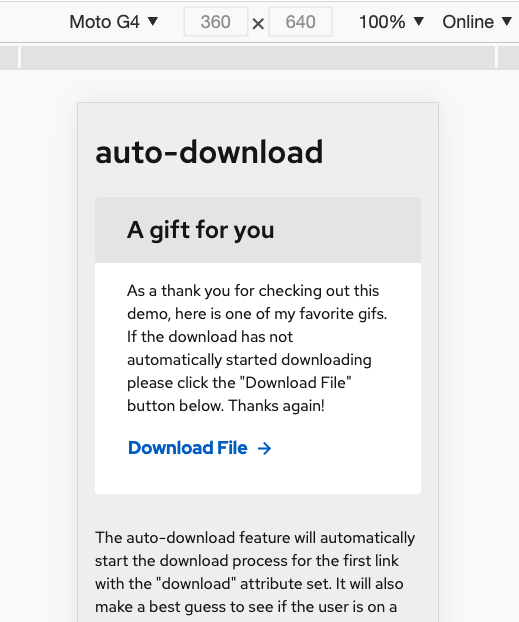 Moto G4 ▼ 360 × 640 100% ▼ Online ▼
auto-download
A gift for you
As a thank you for checking out this
demo, here is one of my favorite gifs.
If the download has not
automatically started downloading
please click the "Download File"
button below. Thanks again!
Download File →
The auto-download feature will automatically
start the download process for the first link
with the "download" attribute set. It will also
make a best guess to see if the user is on a